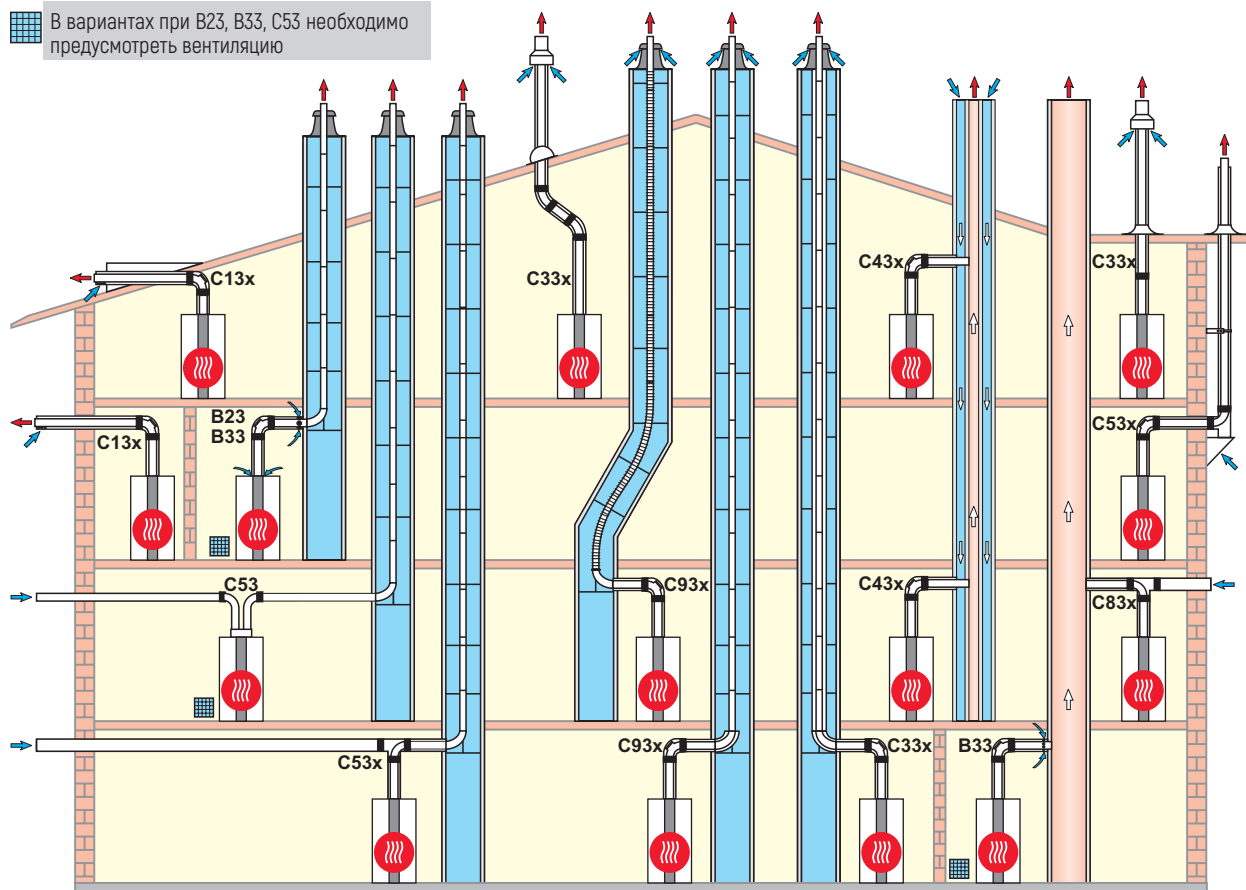 В вариантах при B23, B33, C53 необходимо
предусмотреть вентиляцию
C13x
C33x
C43x
C33x
C13x
B23
B33
C53x
C53
C93x
C43x
C83x
C53x
C93x
C33x
B33